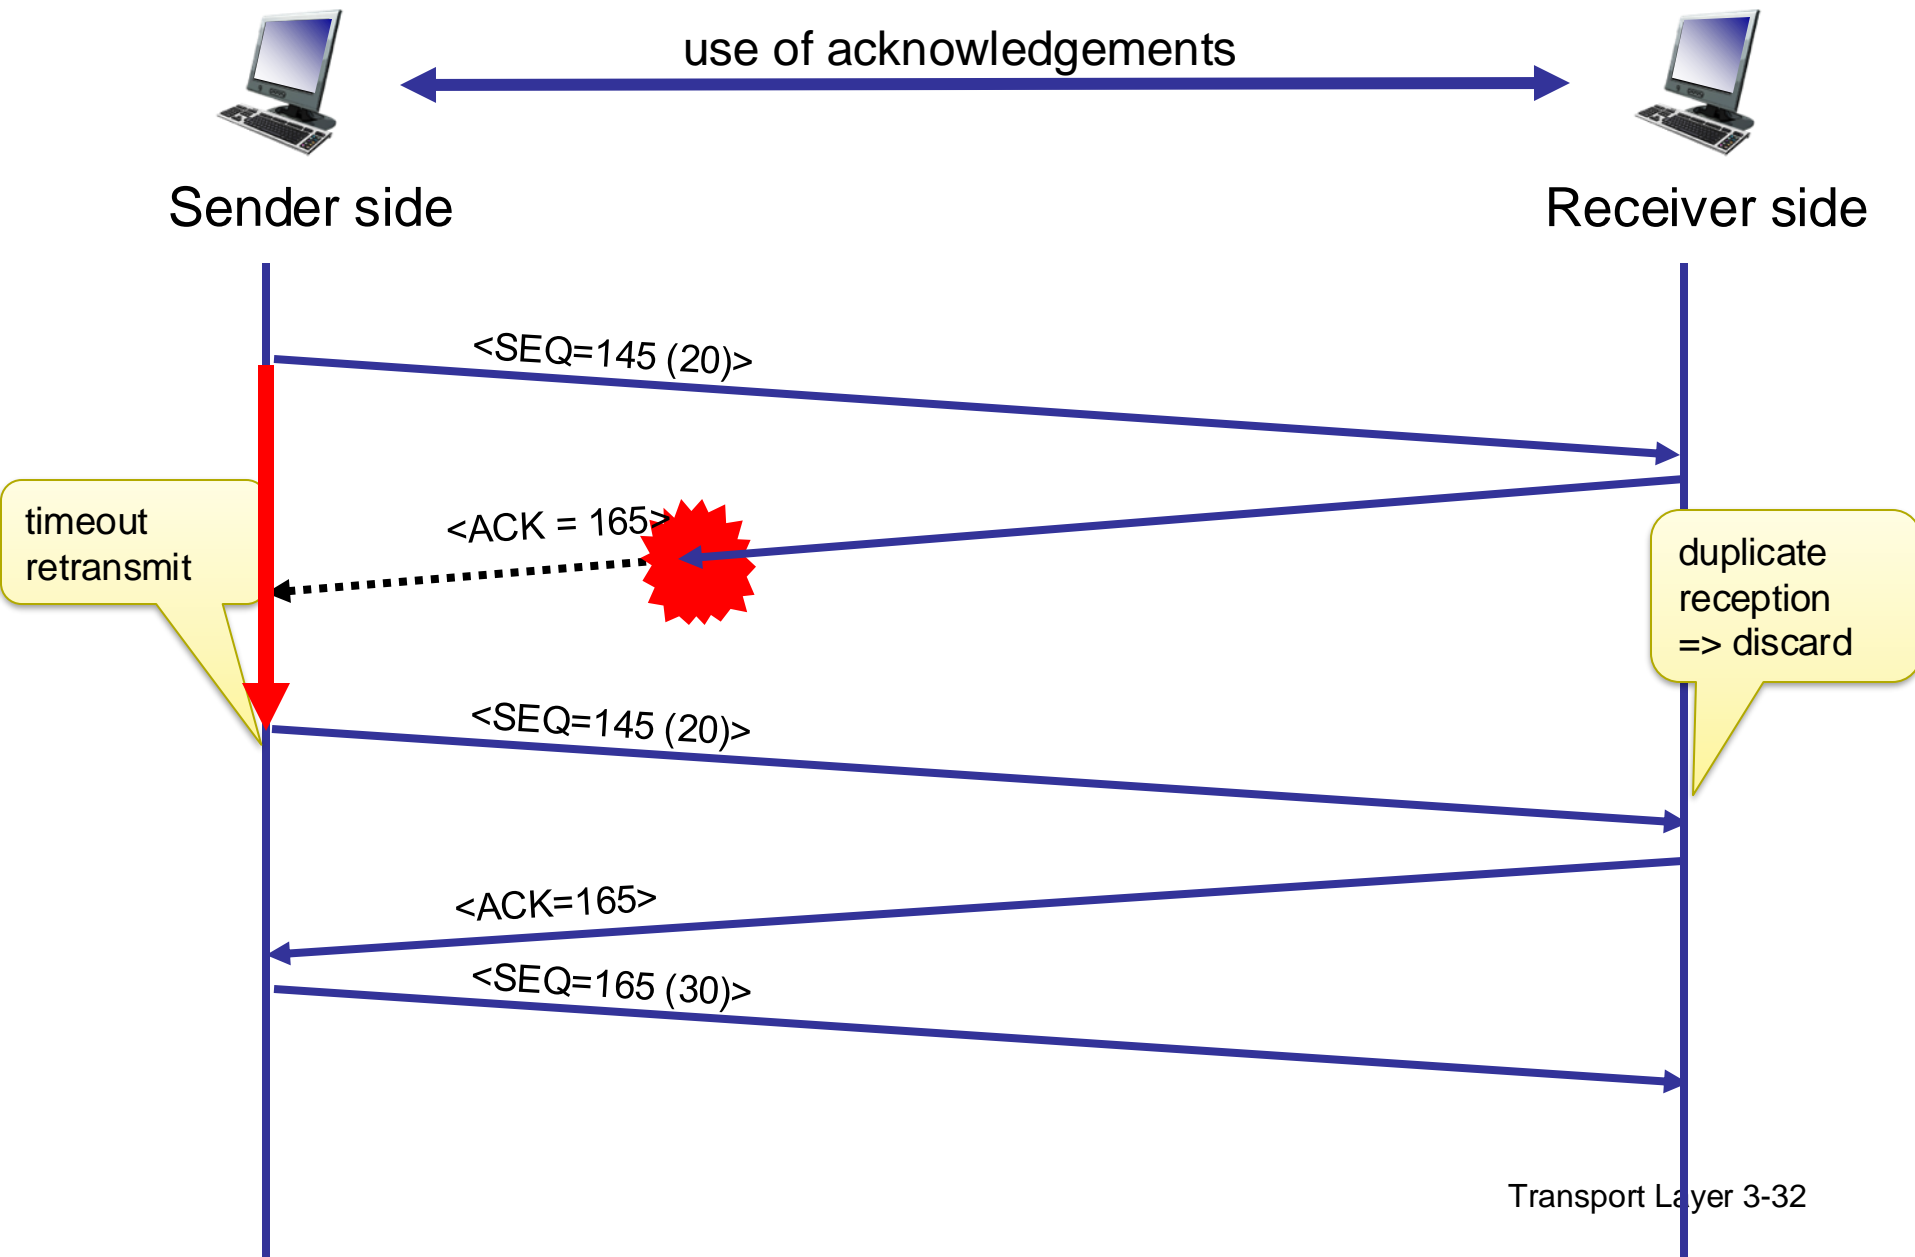 use of acknowledgements
Sender side
Receiver side
<SEQ=145 (20)>
<ACK = 165>
timeout
retransmit
duplicate
reception
=> discard
<SEQ=145 (20)>
<ACK=165>
<SEQ=165 (30)>
Transport Layer 3-32